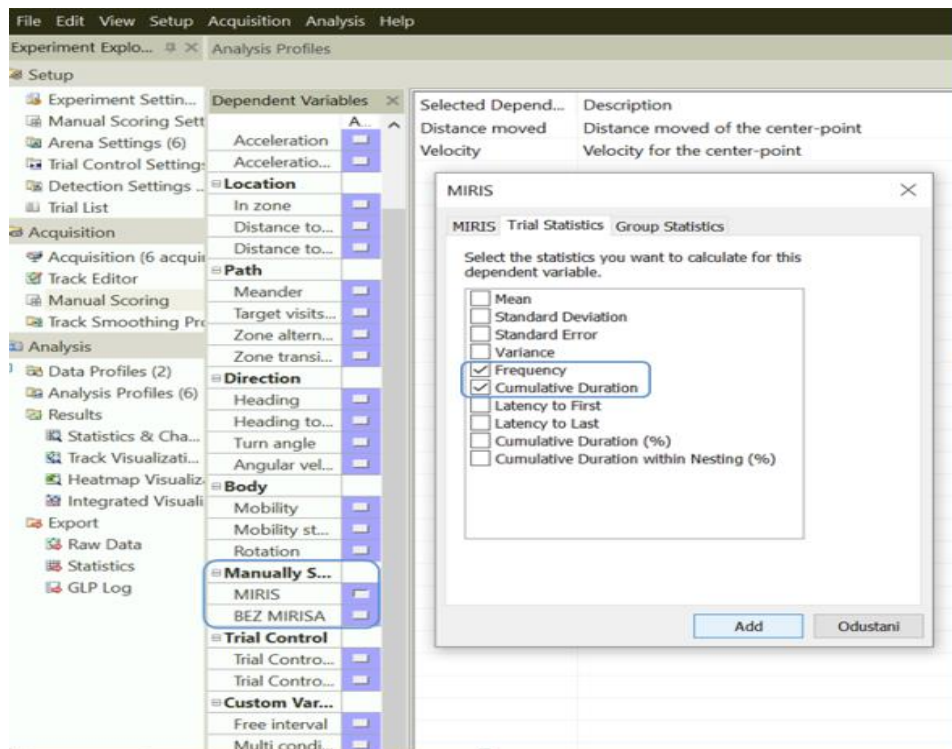 File Edit View Setup Acquisition Analysis Help
Experiment Explo...
Analysis Profiles
Setup
Experiment Settin...
Manual Scoring Sett
Arena Settings (6)
Trial Control Settings
Detection Settings ..
Trial List
Acquisition
Acquisition (6 acquir
Track Editor
Manual Scoring
Track Smoothing Pro
Analysis
Data Profiles (2)
Analysis Profiles (6)
Results
Statistics & Cha...
Track Visualizati...
Heatmap Visualiz
Integrated Visuali
Export
Raw Data
Statistics
GLP Log
Dependent Variables
A...
Acceleration
Acceleratio...
Location
In zone
Distance to...
Distance to...
Path
Meander
Target visits...
Zone altern...
Zone transi...
Direction
Heading
Heading to...
Turn angle
Angular vel...
Body
Mobility
Mobility st...
Rotation
Manually S...
MIRIS
BEZ MIRISA
Trial Control
Trial Contro...
Trial Contro...
Custom Var...
Free interval
Multi condi...
Selected Depend... Description
Distance moved Distance moved of the center-point
Velocity Velocity for the center-point
MIRIS
MIRIS Trial Statistics Group Statistics
Select the statistics you want to calculate for this
dependent variable.
Mean
Standard Deviation
Standard Error
Variance
Frequency
Cumulative Duration
Latency to First
Latency to Last
Cumulative Duration (%)
Cumulative Duration within Nesting (%)
Add Odustani